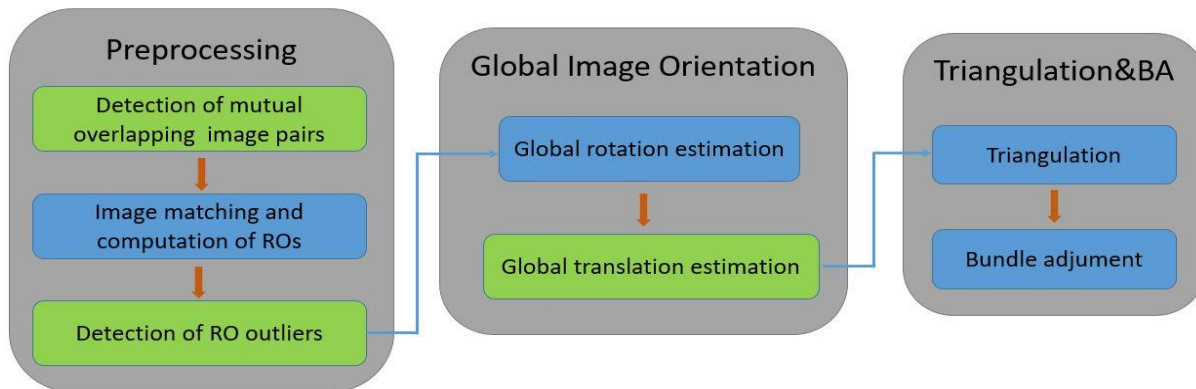 Preprocessing
Detection of mutual
overlapping image pairs
Image matching and
computation of ROs
Detection of RO outliers
Global Image Orientation
Global rotation estimation
Global translation estimation
Triangulation&BA
Triangulation
Bundle adjument